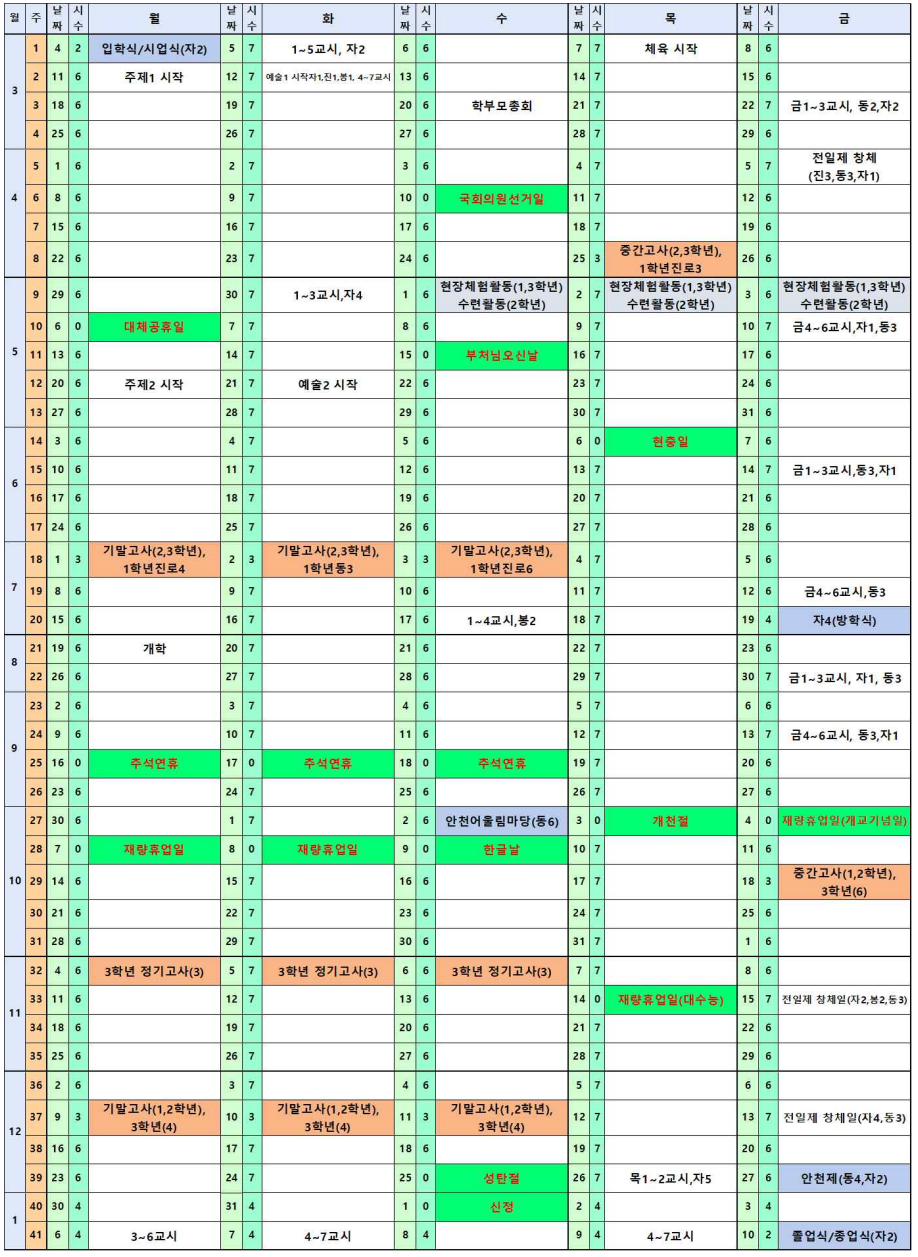 월 주 날짜 시수 월 날짜 시수 화 날짜 시수 수 날짜 시수 목 날짜 시수 금
3 1 4 2 입학식/시업식(자2) 5 7 1~5교시, 자2 6 6 7 7 체육 시작 8 6
2 11 6 주제1 시작 12 7 예술1 시작자1,진1,봉1, 4~7교시 13 6 14 7 15 6
3 18 6 19 7 20 6 학부모총회 21 7 22 7 금1~3교시, 동2,자2
4 25 6 26 7 27 6 28 7 29 6
4 5 1 6 2 7 3 6 4 7 5 7 전일제 창체
(진3,동3,자1)
6 8 6 9 7 10 0 국회의원선거일 11 7 12 6
7 15 6 16 7 17 6 18 7 19 6
8 22 6 23 7 24 6 25 3 중간고사(2,3학년),
1학년진로3
26 6
5 9 29 6 30 7 1~3교시,자4 1 6 현장체험활동(1,3학년)
수련활동(2학년)
2 7 현장체험활동(1,3학년)
수련활동(2학년)
3 6 현장체험활동(1,3학년)
수련활동(2학년)
10 6 0 대체공휴일 7 7 8 6 9 7 10 7 금4~6교시,자1,동3
11 13 6 14 7 15 0 부처님오신날 16 7 17 6
12 20 6 주제2 시작 21 7 예술2 시작 22 6 23 7 24 6
13 27 6 28 7 29 6 30 7 31 6
6 14 3 6 4 7 5 6 6 0 현충일 7 6
15 10 6 11 7 12 6 13 7 14 7 금1~3교시,동3,자1
16 17 6 18 7 19 6 20 7 21 6
17 24 6 25 7 26 6 27 7 28 6
7 18 1 3 기말고사(2,3학년),
1학년진로4
2 3 기말고사(2,3학년),
1학년동3
3 3 기말고사(2,3학년),
1학년진로6
4 7 5 6
19 8 6 9 7 10 6 11 7 12 6 금4~6교시,동3
20 15 6 16 7 17 6 1~4교시,봉2 18 7 19 4 자4(방학식)
8 21 19 6 개학 20 7 21 6 22 7 23 6
22 26 6 27 7 28 6 29 7 30 7 금1~3교시, 자1, 동3
9 23 2 6 3 7 4 6 5 7 6 6
24 9 6 10 7 11 6 12 7 13 7 금4~6교시, 동3,자1
25 16 0 추석연휴 17 0 추석연휴 18 0 추석연휴 19 7 20 6
26 23 6 24 7 25 6 26 7 27 6
10 27 30 6 1 7 2 6 안천어울림마당(동6) 3 0 개천절 4 0 재량휴업일(개교기념일)
28 7 0 재량휴업일 8 0 재량휴업일 9 0 한글날 10 7 11 6
29 14 6 15 7 16 6 17 7 18 3 중간고사(1,2학년),
3학년(6)
30 21 6 22 7 23 6 24 7 25 6
31 28 6 29 7 30 6 31 7 1 6
11 32 4 6 3학년 정기고사(3) 5 7 3학년 정기고사(3) 6 6 3학년 정기고사(3) 7 7 8 6
33 11 6 12 7 13 6 14 0 재량휴업일(대수능) 15 7 전일제 창체일(자2,봉2,동3)
34 18 6 19 7 20 6 21 7 22 6
35 25 6 26 7 27 6 28 7 29 6
12 36 2 6 3 7 4 6 5 7 6 6
37 9 3 기말고사(1,2학년),
3학년(4)
10 3 기말고사(1,2학년),
3학년(4)
11 3 기말고사(1,2학년),
3학년(4)
12 7 13 7 전일제 창체일(자4,동3)
38 16 6 17 7 18 6 19 7 20 6
39 23 6 24 7 25 0 성탄절 26 7 목1~2교시,자5 27 6 안천제(동4,자2)
1 40 30 4 31 4 1 0 신정 2 4 3 4
41 6 4 3~6교시 7 4 4~7교시 8 4 9 4 4~7교시 10 2 졸업식/종업식(자2)